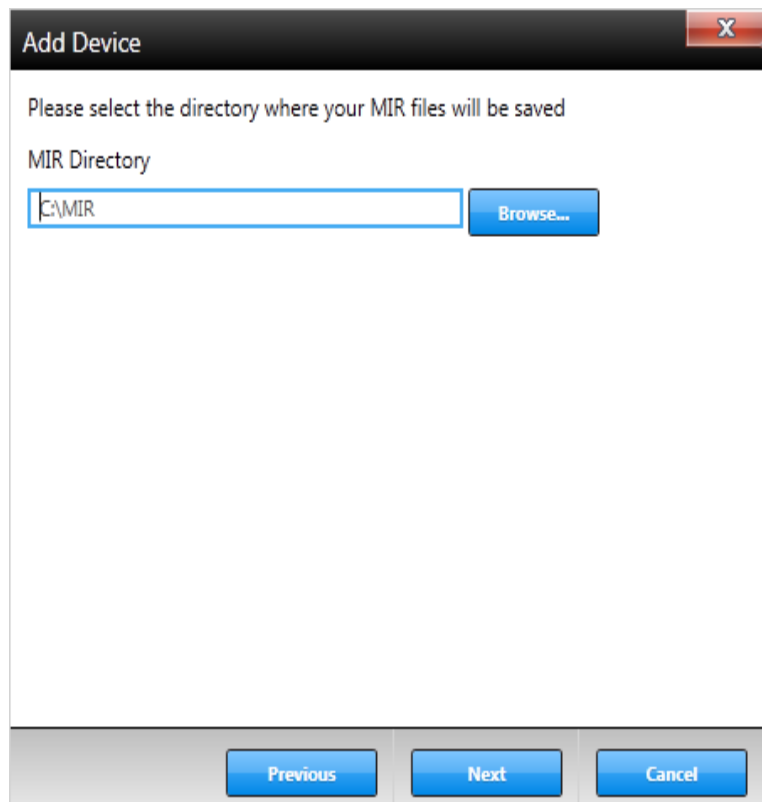 Add Device
X
Please select the directory where your MIR files will be saved
MIR Directory
C:\MIR
Browse...
Previous
Next
Cancel